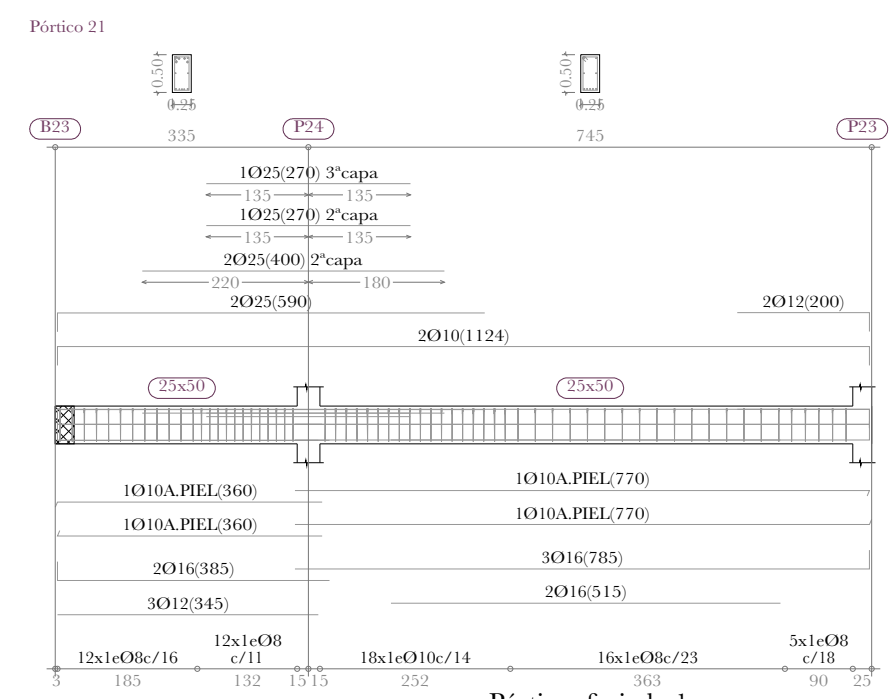 Pórtico 21
0.50
0.50
0.25
0.25
B23
P24
P23
335
745
1Ø25(270) 3ªcapa
135
135
1Ø25(270) 2ªcapa
135
135
2Ø25(400) 2ªcapa
220
180
2Ø25(590)
2Ø12(200)
2Ø10(1124)
25x50
25x50
1Ø10A.PIEL(360)
1Ø10A.PIEL(770)
1Ø10A.PIEL(360)
1Ø10A.PIEL(770)
2Ø16(385)
3Ø16(785)
3Ø12(345)
2Ø16(515)
12x1eØ8c/16
12x1eØ8
c/11
18x1eØ10c/14
16x1eØ8c/23
5x1eØ8
c/18
3
185
132
15
15
252
363
90
25